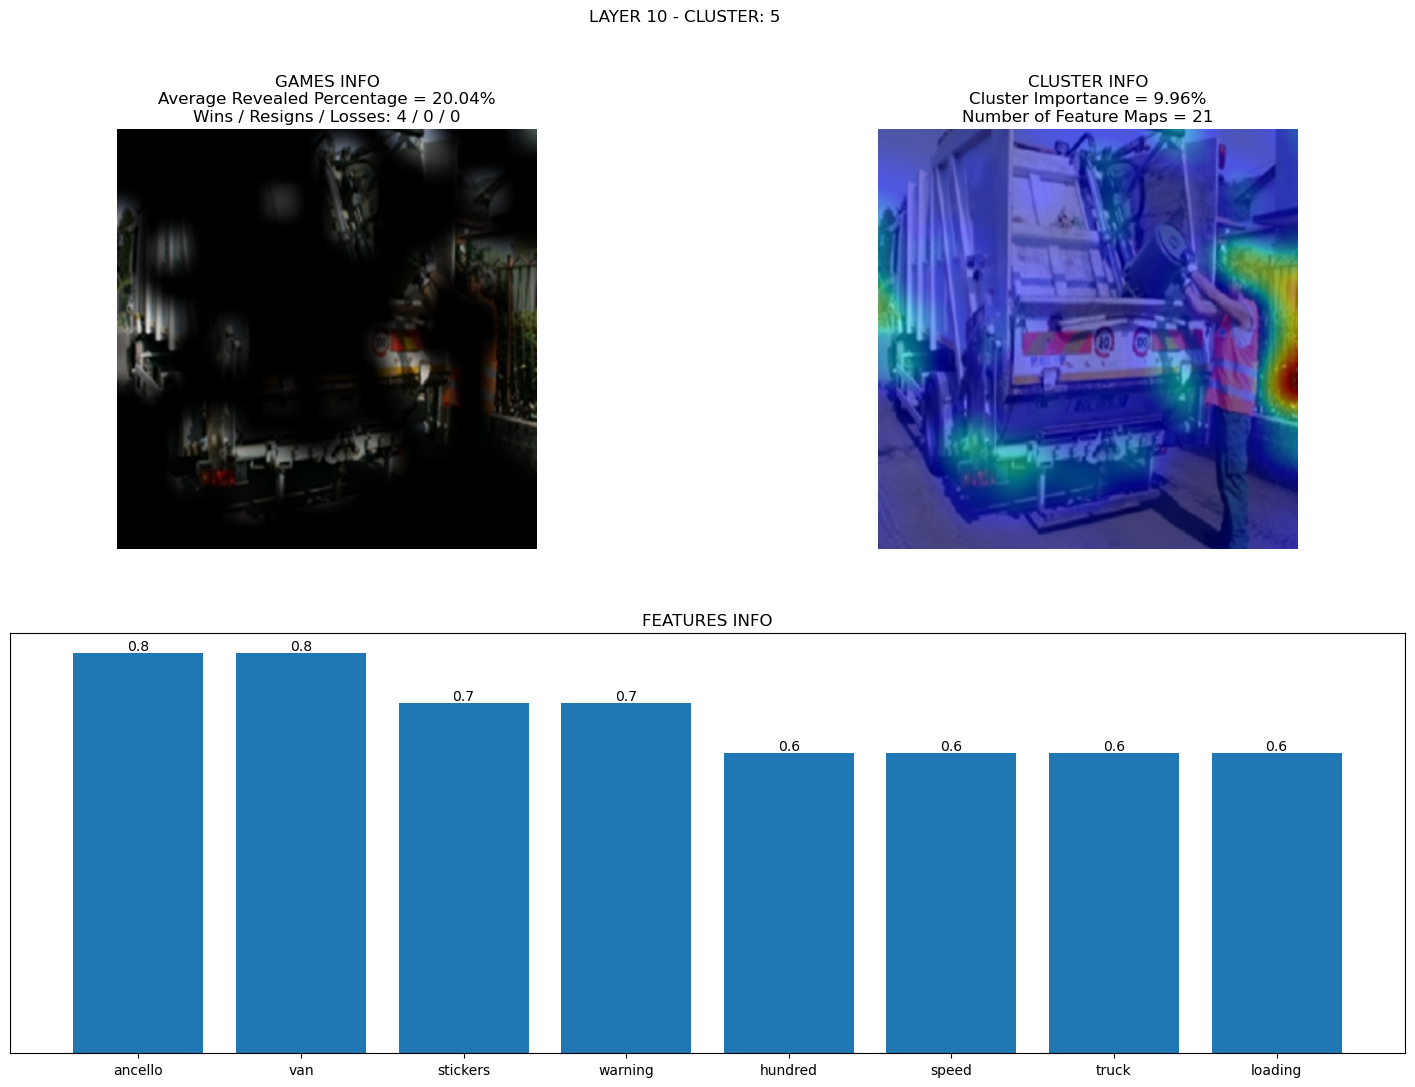 LAYER 10 - CLUSTER: 5
GAMES INFO
Average Revealed Percentage = 20.04%
Wins / Resigns / Losses: 4 / 0 / 0
CLUSTER INFO
Cluster Importance = 9.96%
Number of Feature Maps = 21
80
FEATURES INFO
0.8
0.8
0.7
0.7
0.6
0.6
0.6
0.6
ancello
van
stickers
warning
hundred
speed
truck
loading